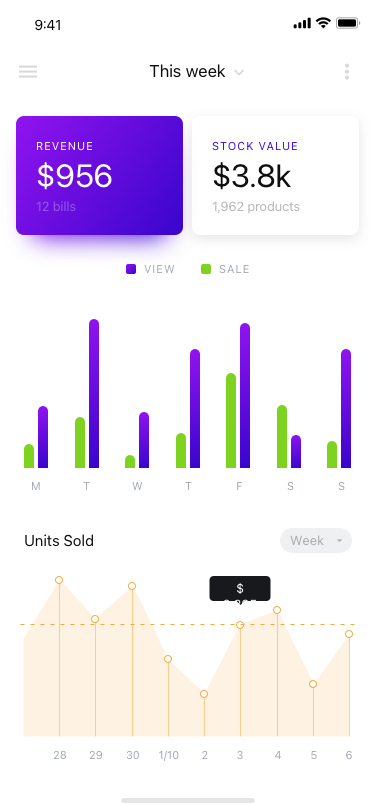 9:41
This week
REVENUE
$956
12 bills
STOCK VALUE
$3.8k
1,962 products
VIEW
SALE
M T W T F S S
Units Sold
Week
$
28 29 30 1/10 2 3 4 5 6